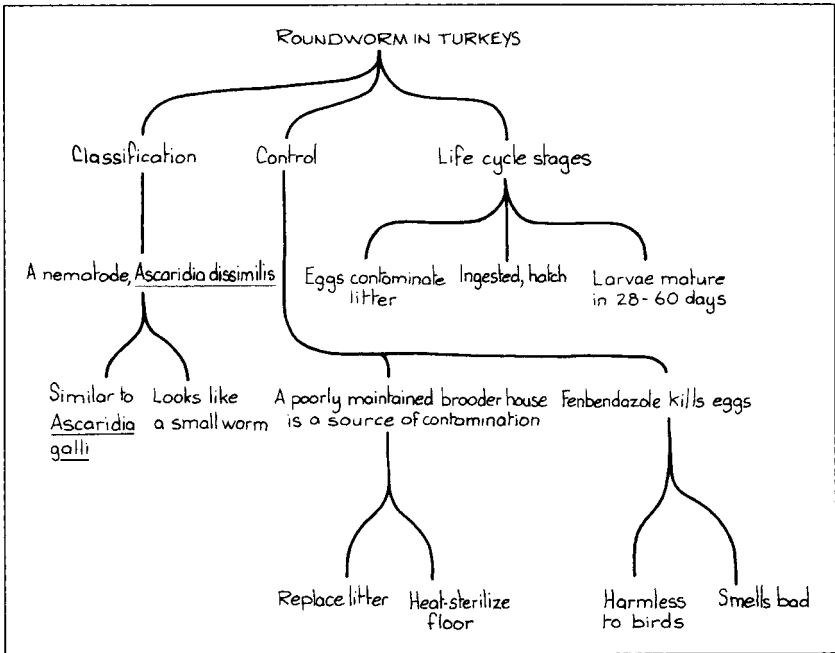 ROUNDWORM IN TURKEYS
Classification
Control
Life cycle stages
A nematode, Ascaridia dissimilis
Eggs contaminate
litter
Ingested, hatch
Larvae mature
in 28-60 days
Similar to
Ascaridia
galli
Looks like
a small worm
A poorly maintained brooder house
is a source of contamination
Fenbendazole kills eggs
Replace litter
Heat-sterilize
floor
Harmless
to birds
Smells bad